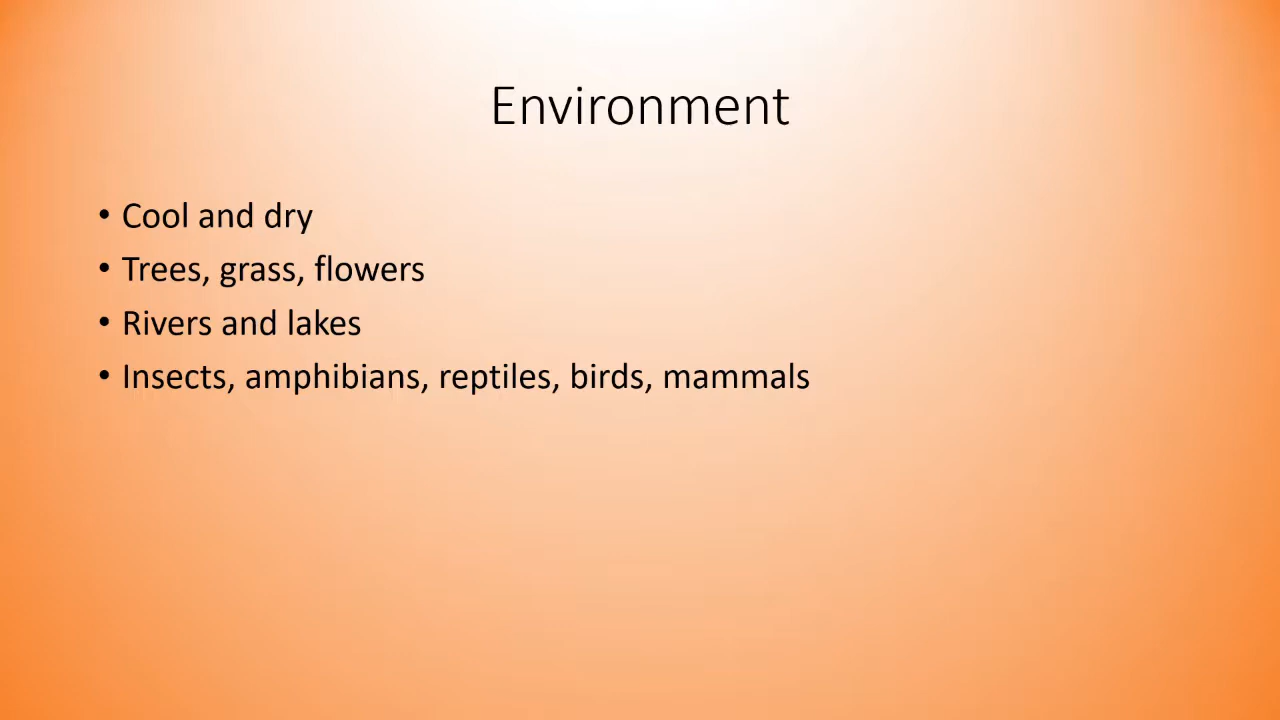 Environment
• Cool and dry
• Trees, grass, flowers
• Rivers and lakes
• Insects, amphibians, reptiles, birds, mammals